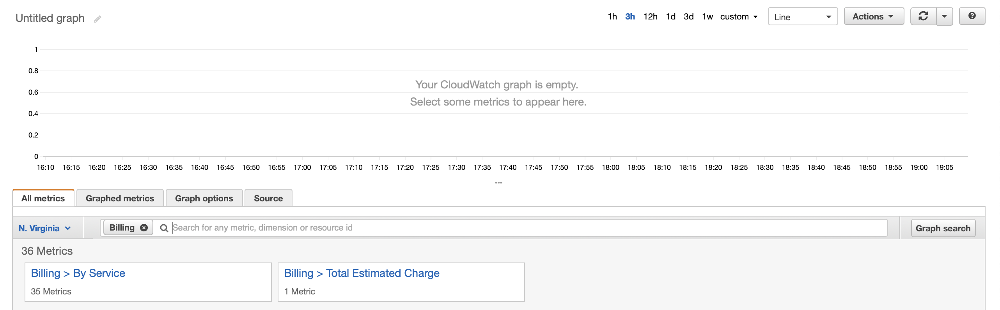 Untitled graph
1h 3h 12h 1d 3d 1w custom Line Actions ?
1
0.8
0.6
0.4
0.2
0
Your CloudWatch graph is empty.
Select some metrics to appear here.
16:10 16:15 16:20 16:25 16:30 16:35 16:40 16:45 16:50 16:55 17:00 17:05 17:10 17:15 17:20 17:25 17:30 17:35 17:40 17:45 17:50 17:55 18:00 18:05 18:10 18:15 18:20 18:25 18:30 18:35 18:40 18:45 18:50 18:55 19:00 19:05
All metrics Graphed metrics Graph options Source
N. Virginia Billing Search for any metric, dimension or resource id Graph search
36 Metrics
Billing > By Service
35 Metrics
Billing > Total Estimated Charge
1 Metric